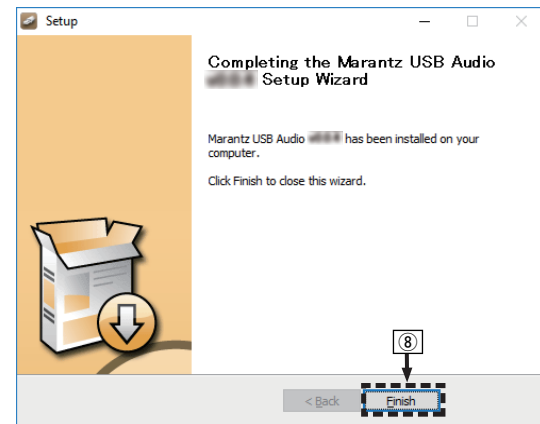 Setup
Completing the Marantz USB Audio
Setup Wizard
Marantz USB Audio has been installed on your
computer.
Click Finish to close this wizard.
⑧
< Back
Finish